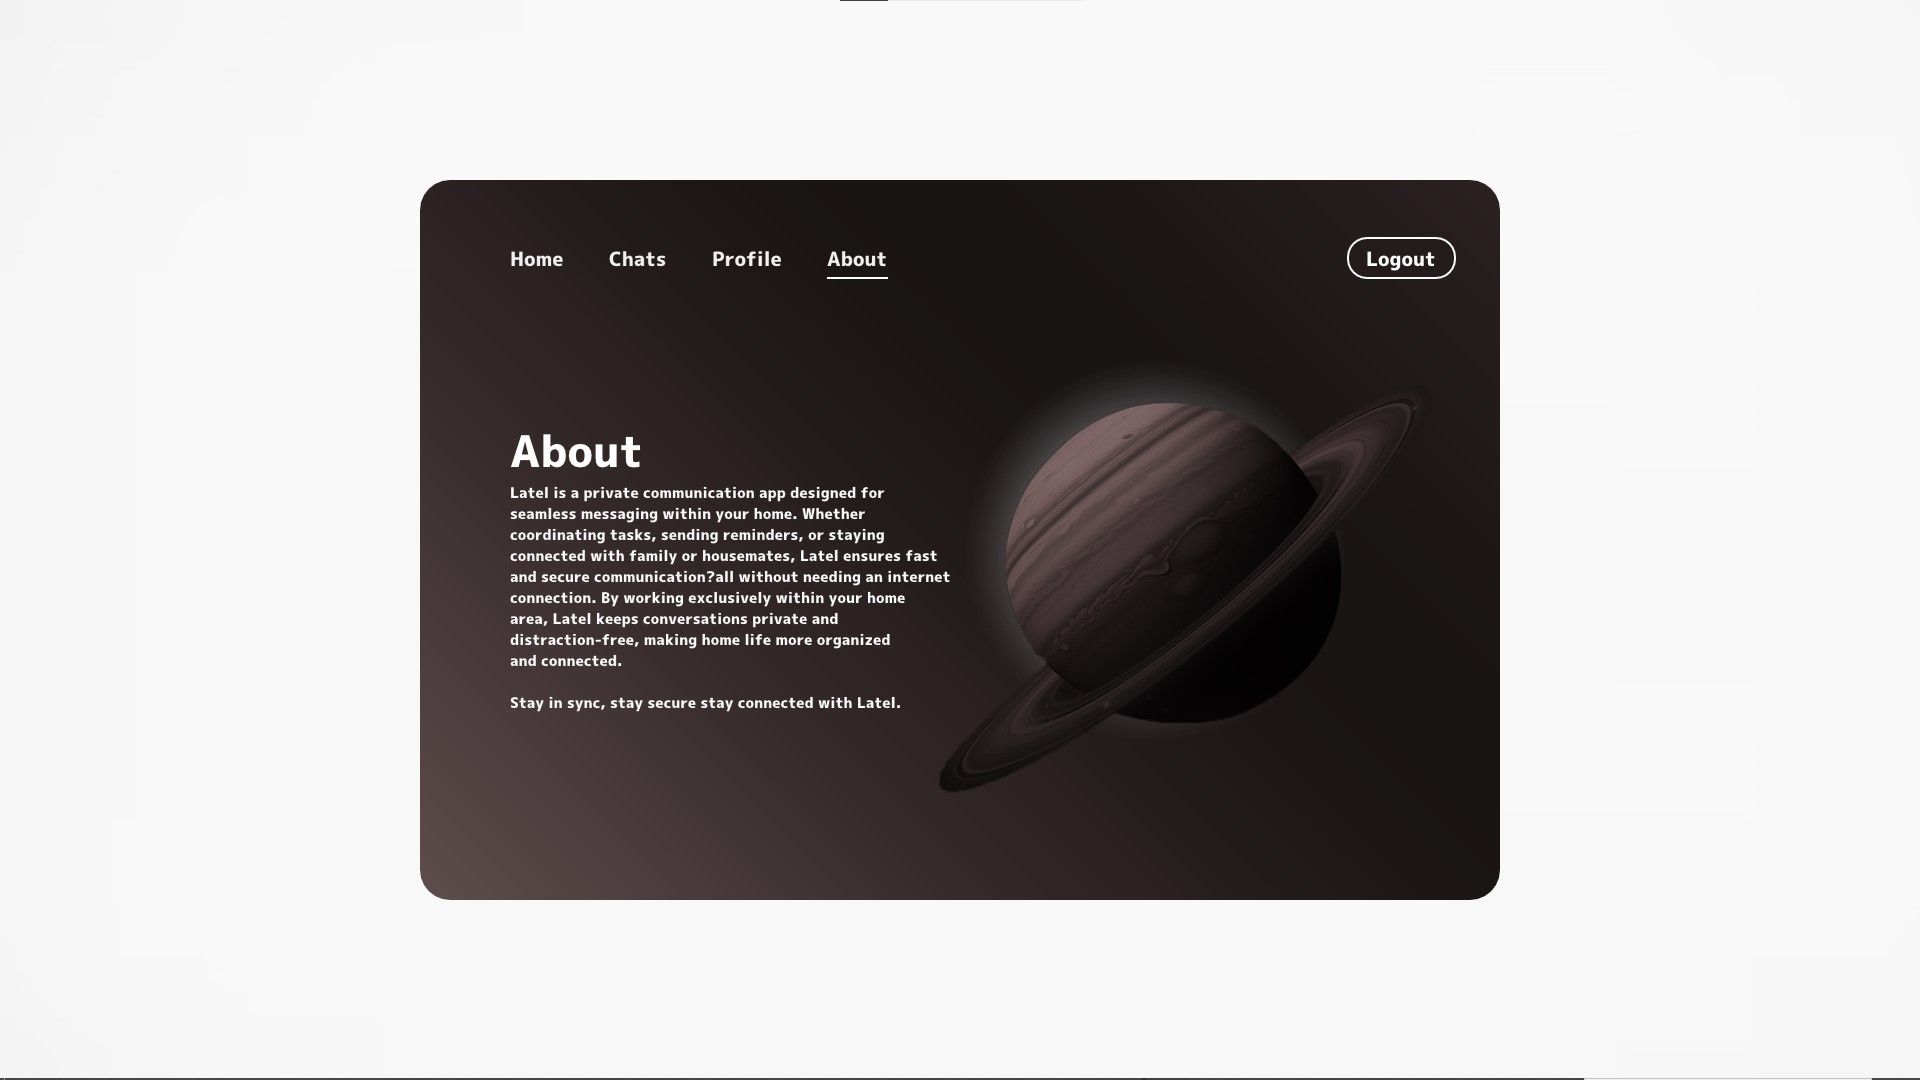 Home Chats Profile About Logout
About
Latel is a private communication app designed for
seamless messaging within your home. Whether
coordinating tasks, sending reminders, or staying
connected with family or housemates, Latel ensures fast
and secure communication?all without needing an internet
connection. By working exclusively within your home
area, Latel keeps conversations private and
distraction-free, making home life more organized
and connected.
Stay in sync, stay secure stay connected with Latel.